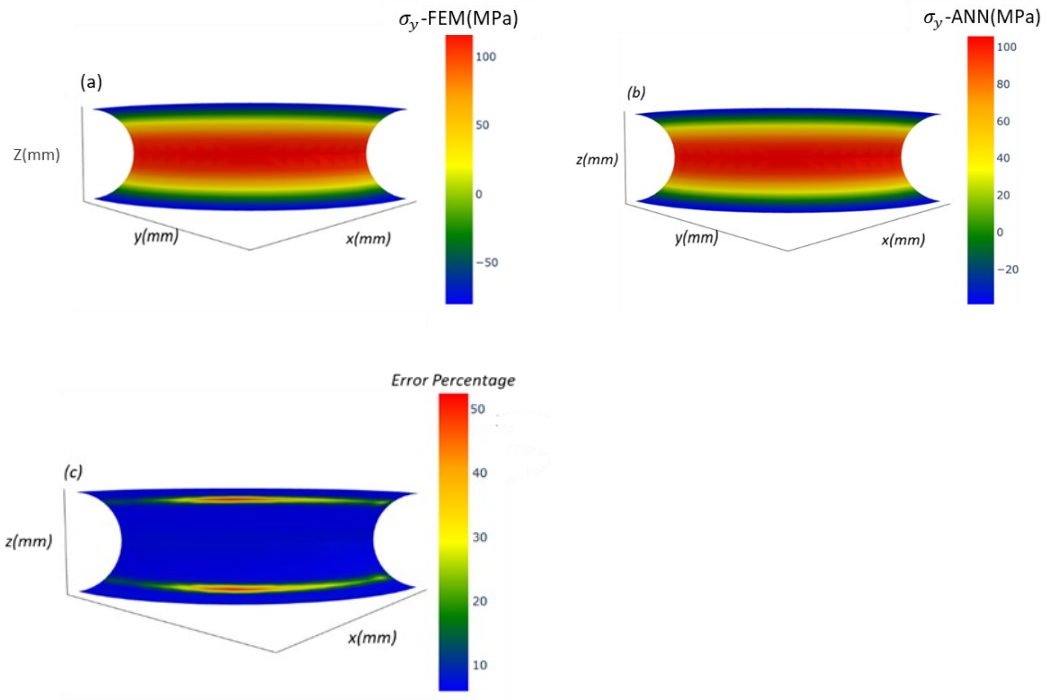 σy-FEM(MPa)
100
50
0
−50
(a)
Z(mm)
y(mm)
x(mm)
σy-ANN(MPa)
100
80
60
40
20
0
−20
(b)
z(mm)
y(mm)
x(mm)
Error Percentage
50
40
30
20
10
(c)
z(mm)
x(mm)